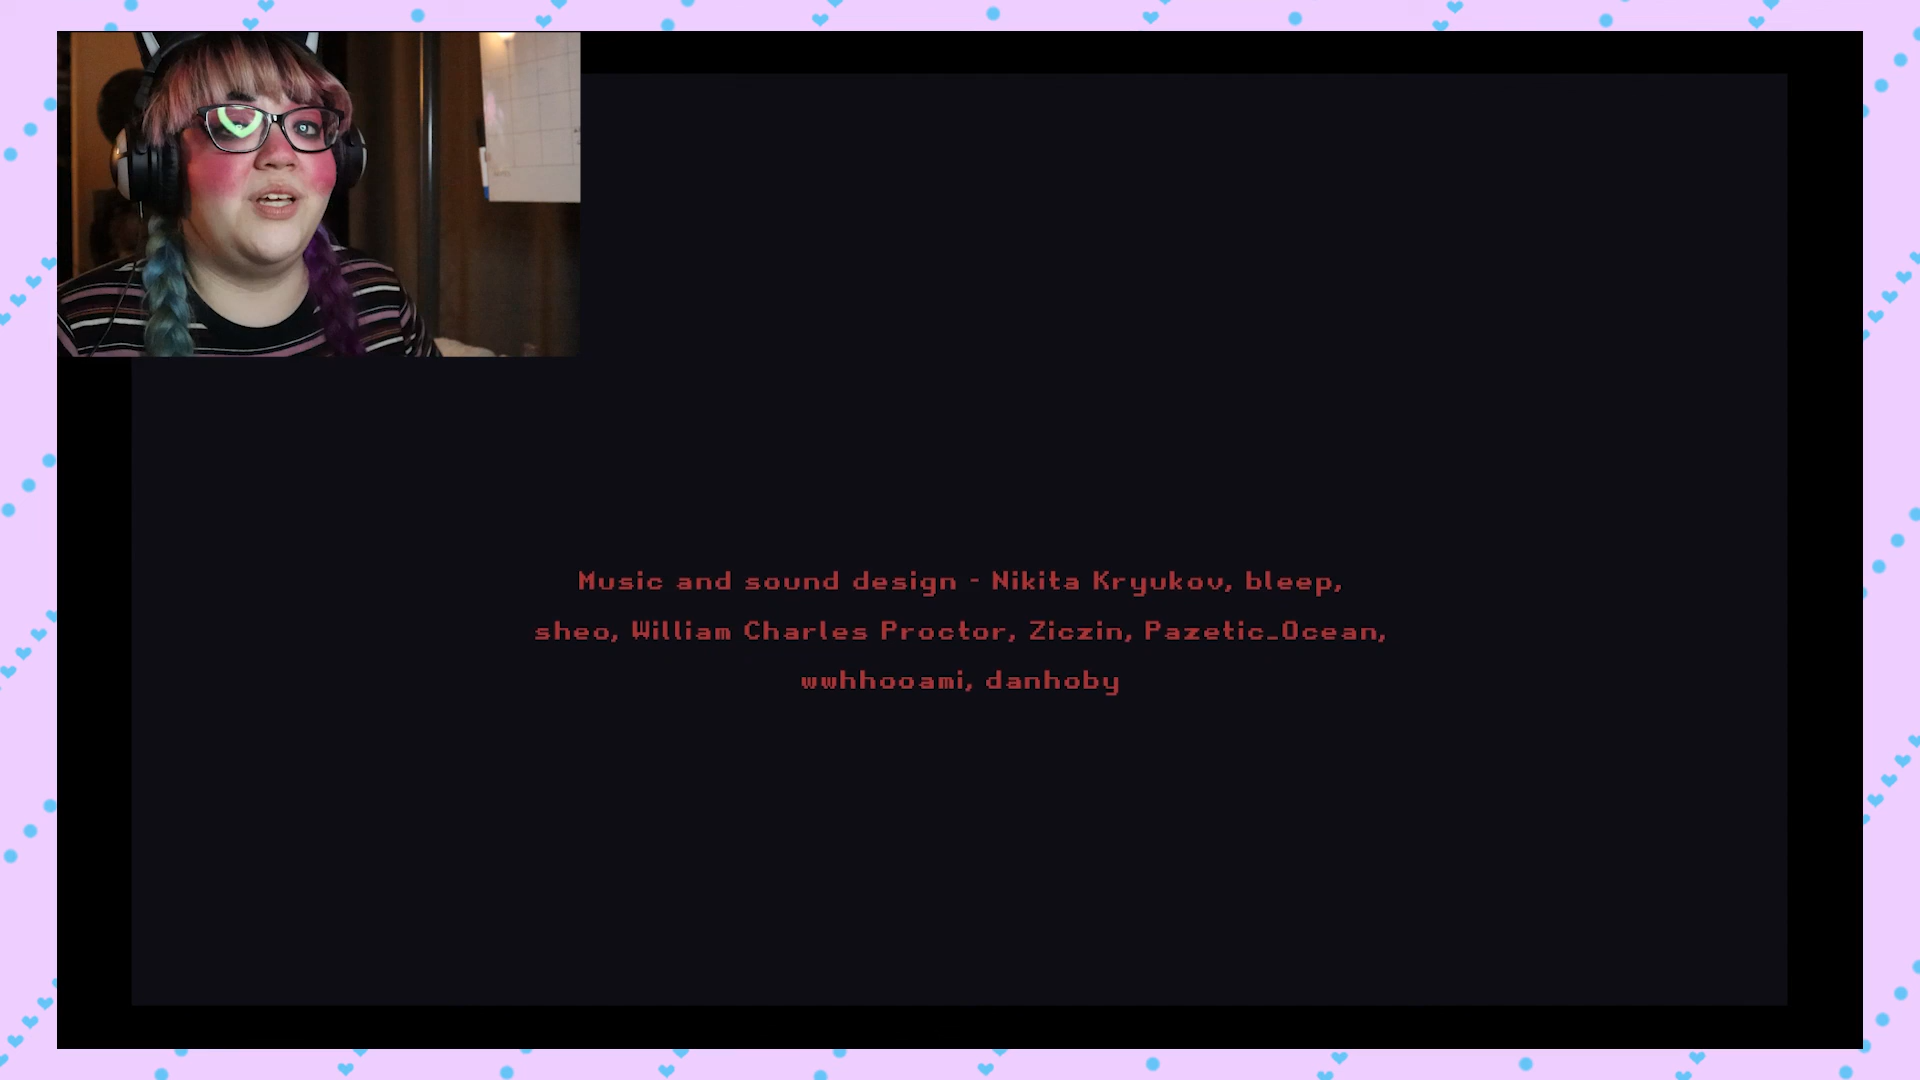 Music and sound design - Nikita Kryukov, bleep,
sheo, William Charles Proctor, Ziczin, Pazetic_Ocean,
wwhhooami, danhoby